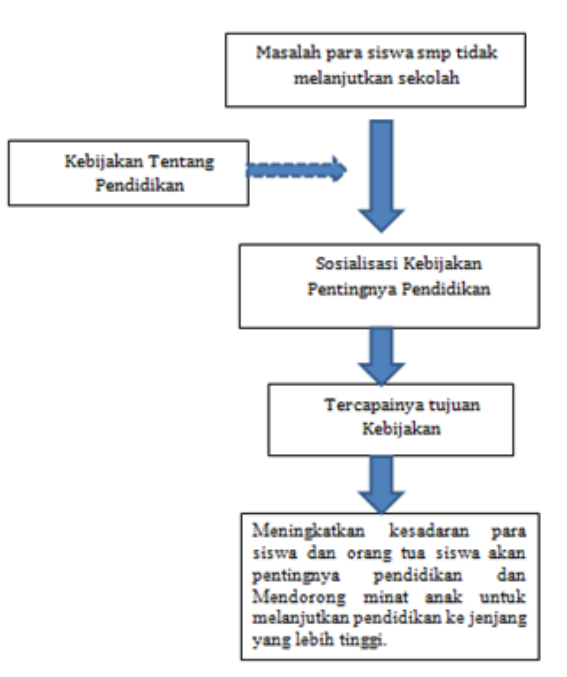 Masalah para siswa smp tidak
melanjutkan sekolah
Kebijakan Tentang
Pendidikan
Sosialisasi Kebijakan
Pentingnya Pendidikan
Tercapainya tujuan
Kebijakan
Meningkatkan kesadaran para
siswa dan orang tua siswa akan
pentingnya pendidikan dan
Mendorong minat anak untuk
melanjutkan pendidikan ke jenjang
yang lebih tinggi.